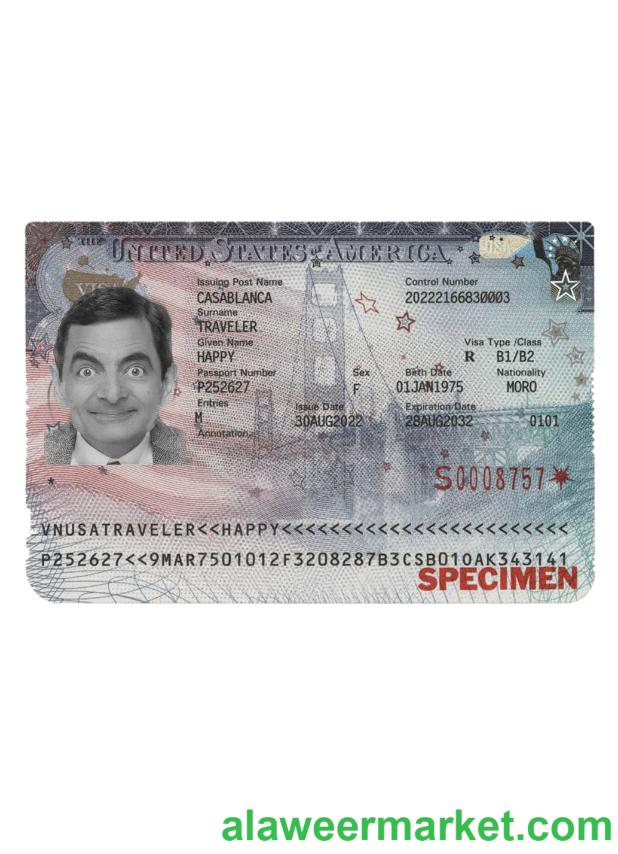 THE
UNITED STATES OF AMERICA
USA
VISA
Issuing Post Name
Control Number
CASABLANCA
20222166830003
Surname
TRAVELER
Given Name
Visa Type /Class
HAPPY
R B1/B2
Passport Number
Sex
Birth Date
Nationality
P252627
F
01JAN1975
MORO
Entries
Issue Date
Expiration Date
M
30AUG2022
28AUG2032
0101
Annotation
S0008757
VNUSATRAVELER<<HAPPY<<<<<<<<<<<<<<<<<<<<<<<<
P252627<<9MAR7501012F3208287B3CSB010AK343141
SPECIMEN
alaweermarket.com